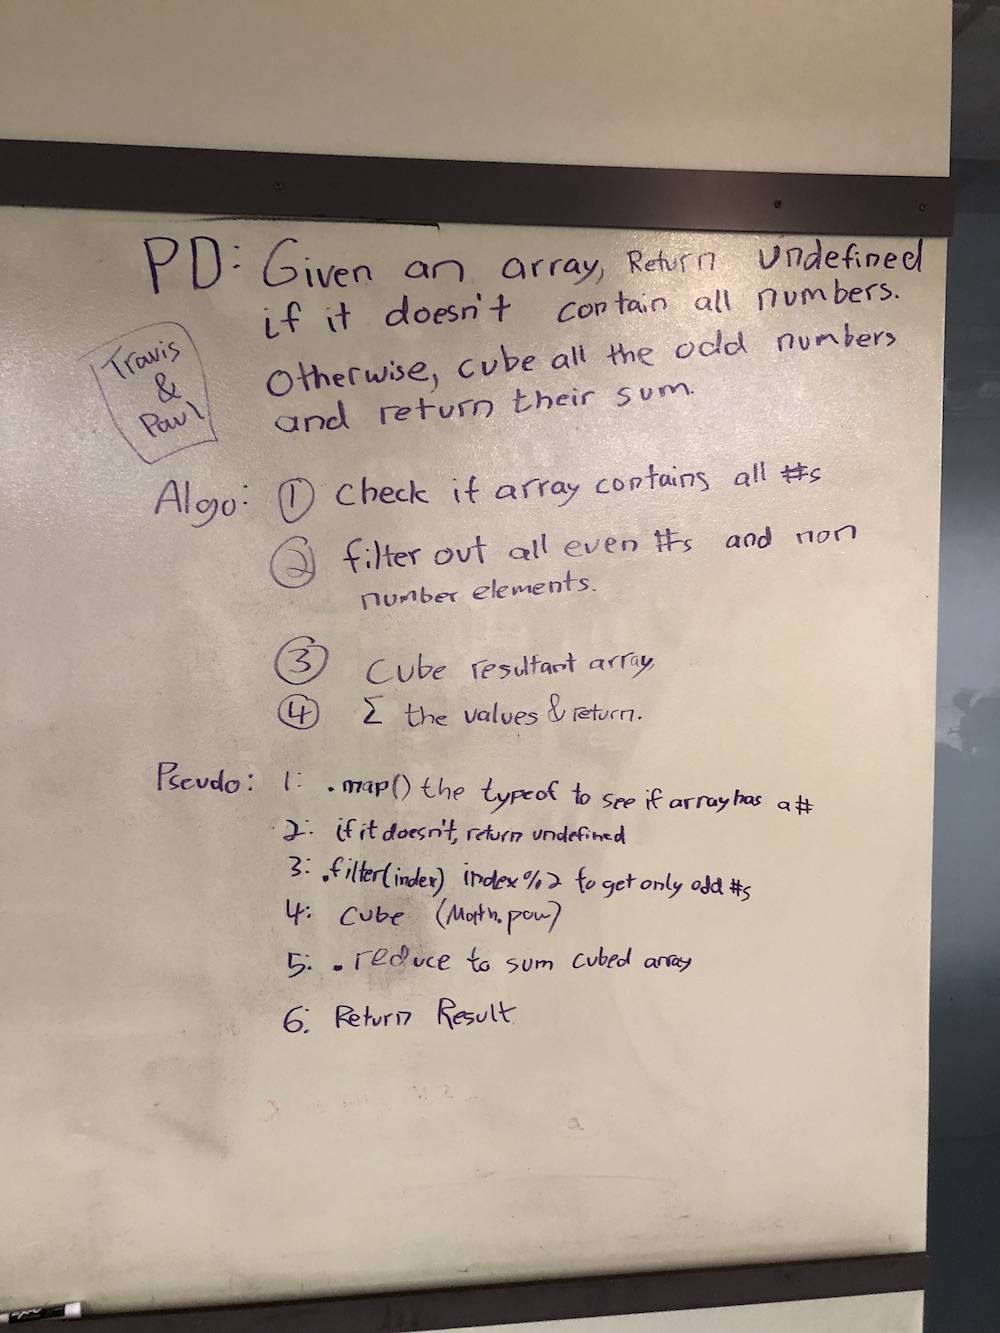 PD: Given an array, Return undefined
if it doesn't contain all numbers.
Otherwise, cube all the odd numbers
and return their sum.
Travis
&
Paul
Algo: ① Check if array contains all #s
② filter out all even #s and non
number elements.
③ Cube resultant array
④ Σ the values & return.
Pseudo: 1: .map() the typeof to see if array has a #
2: if it doesn't, return undefined
3: .filter(index) index%2 to get only odd #s
4: Cube (Math.pow)
5: .reduce to sum cubed array
6: Return Result